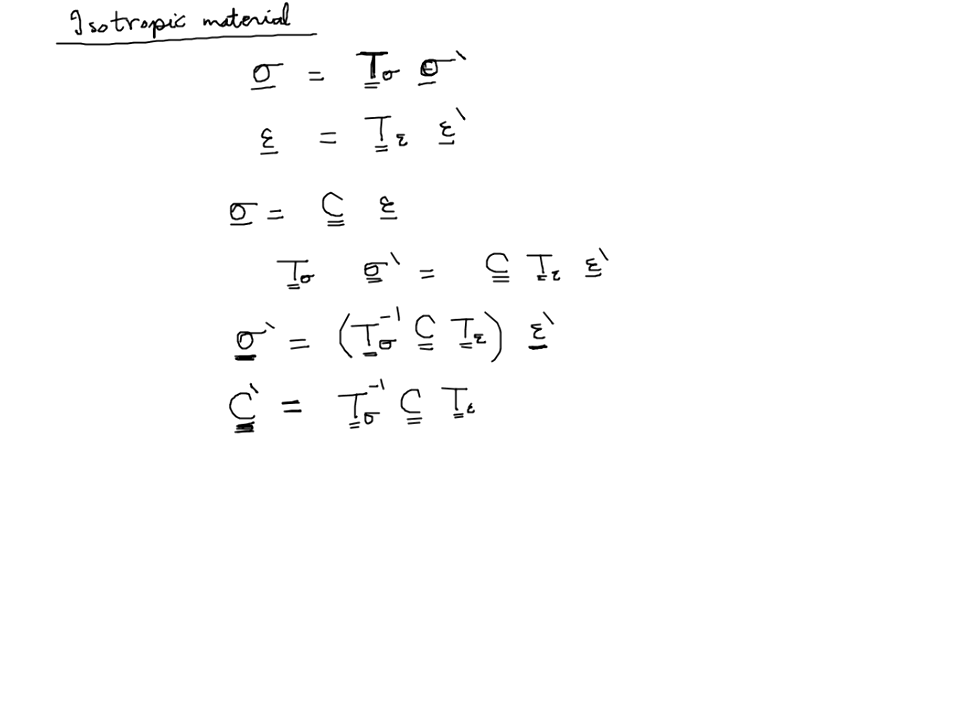 Isotropic material
σ = T_σ σ'
ε = T_ε ε'
σ = C ε
T_σ σ' = C T_ε ε'
σ' = (T_σ^-1 C T_ε) ε'
C' = T_σ^-1 C T_ε